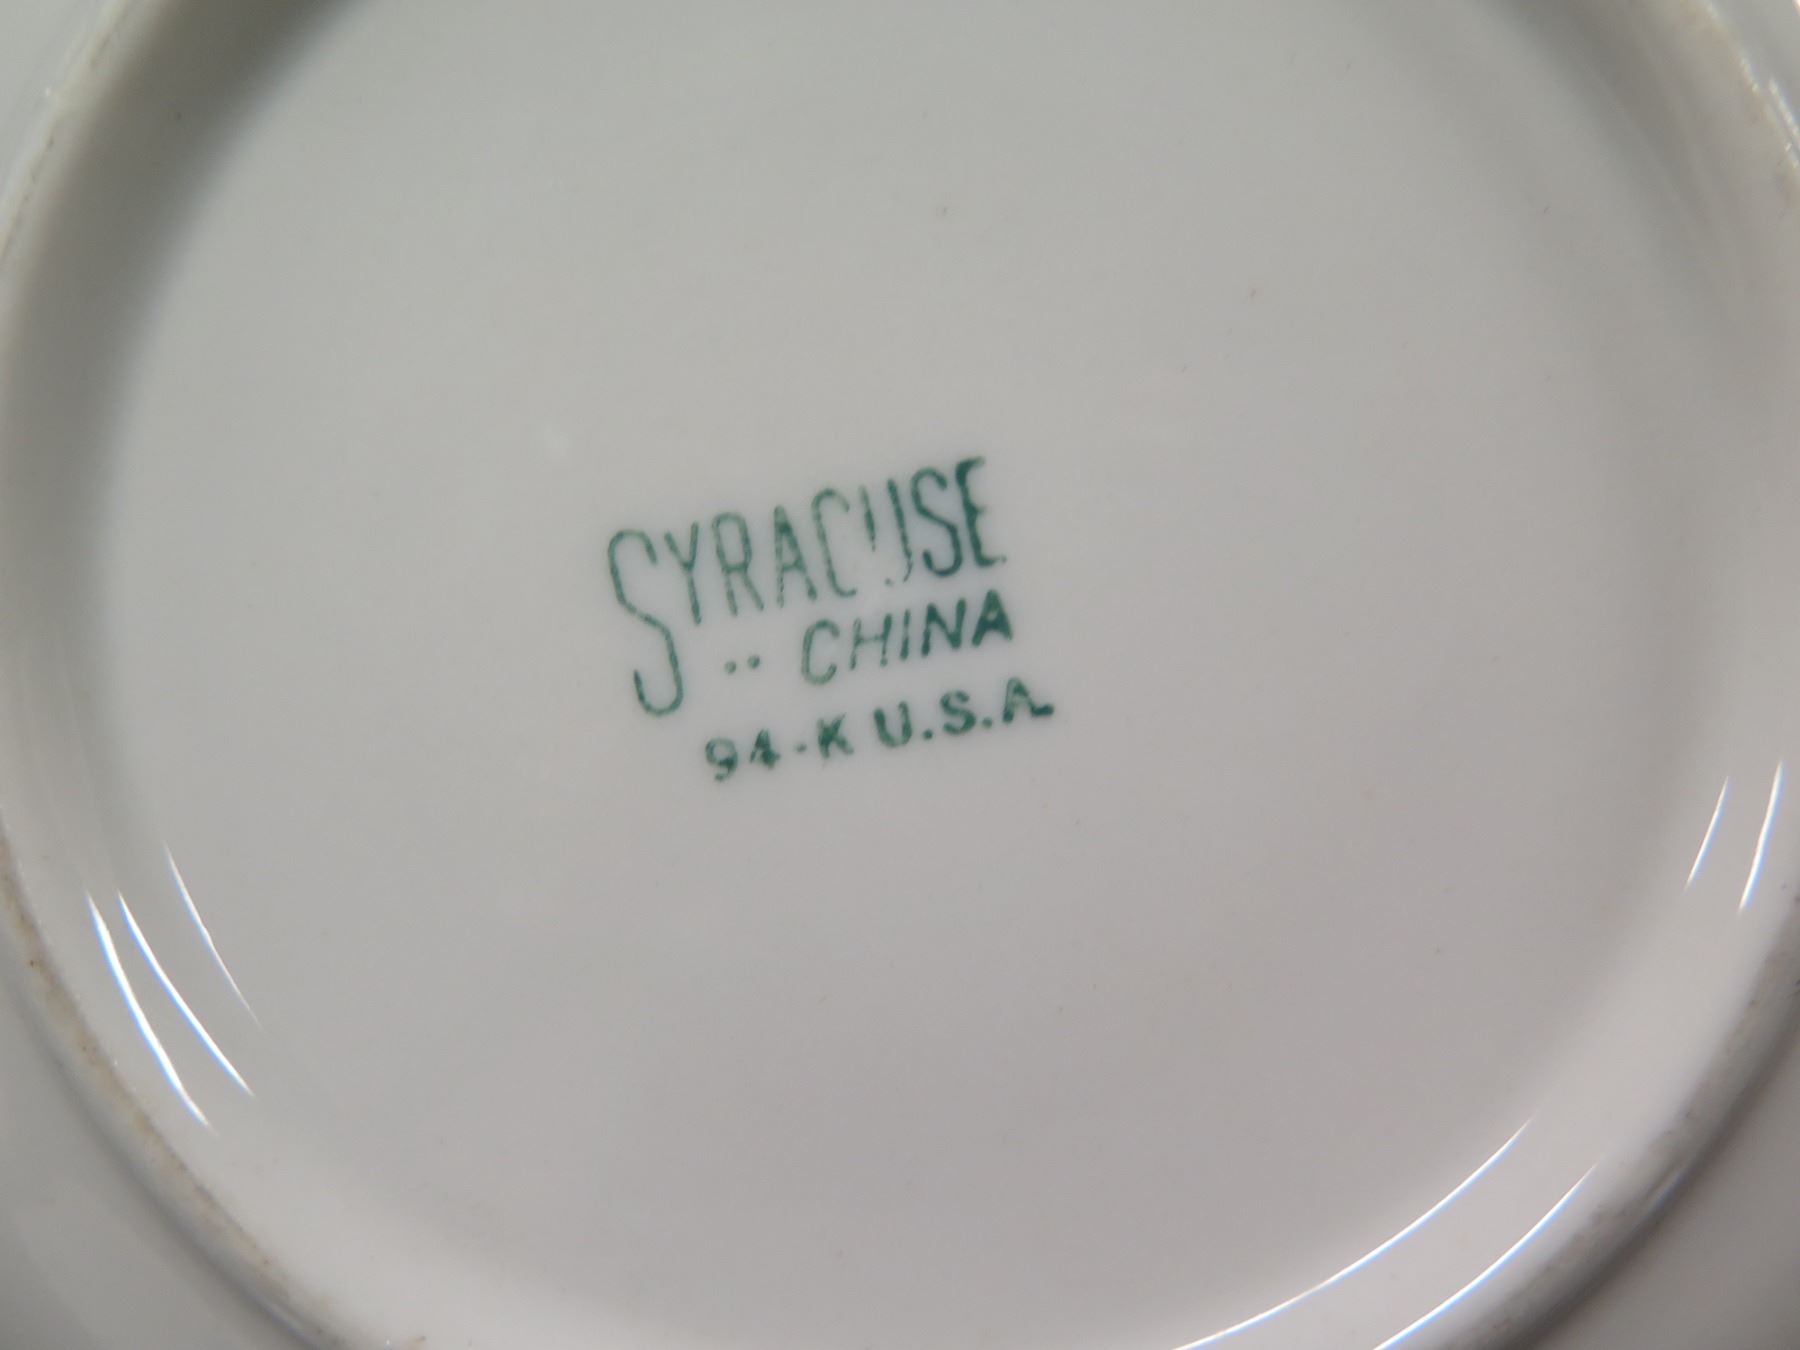 SYRACUSE
·· CHINA
94-K U.S.A.